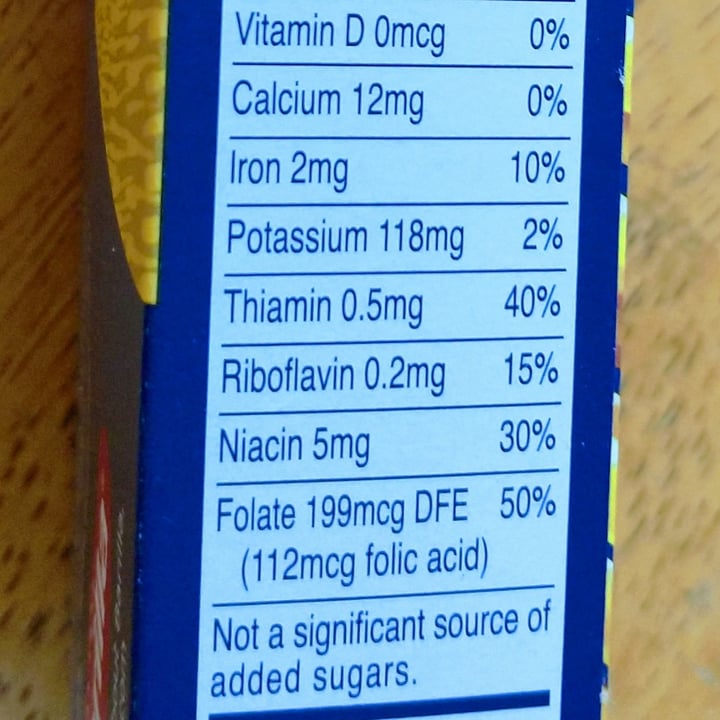 Vitamin D 0mcg 0%
Calcium 12mg 0%
Iron 2mg 10%
Potassium 118mg 2%
Thiamin 0.5mg 40%
Riboflavin 0.2mg 15%
Niacin 5mg 30%
Folate 199mcg DFE 50%
(112mcg folic acid)
Not a significant source of
added sugars.